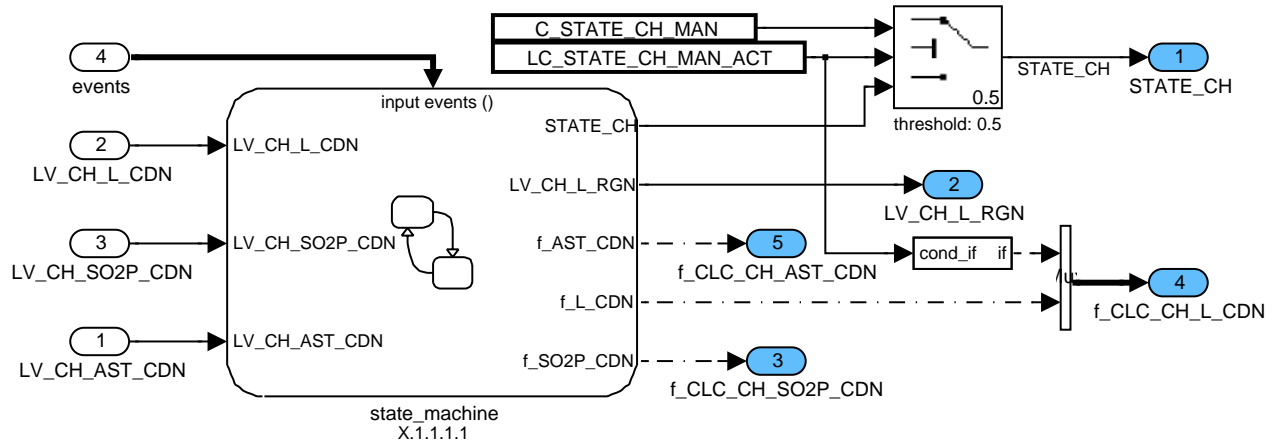 C_STATE_CH_MAN
LC_STATE_CH_MAN_ACT
4
events
input events ()
0.5
threshold: 0.5
STATE_CH
1
STATE_CH
STATE_CH
2
LV_CH_L_CDN
LV_CH_L_CDN
LV_CH_L_RGN
2
LV_CH_L_RGN
3
LV_CH_SO2P_CDN
LV_CH_SO2P_CDN
f_AST_CDN
5
f_CLC_CH_AST_CDN
cond_if if
f_L_CDN
4
f_CLC_CH_L_CDN
1
LV_CH_AST_CDN
LV_CH_AST_CDN
f_SO2P_CDN
3
f_CLC_CH_SO2P_CDN
state_machine
X.1.1.1.1